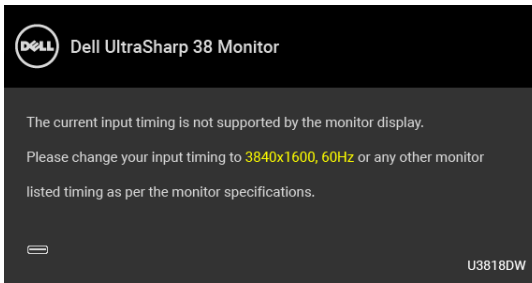 DELL
Dell UltraSharp 38 Monitor
The current input timing is not supported by the monitor display.
Please change your input timing to 3840x1600, 60Hz or any other monitor
listed timing as per the monitor specifications.
U3818DW